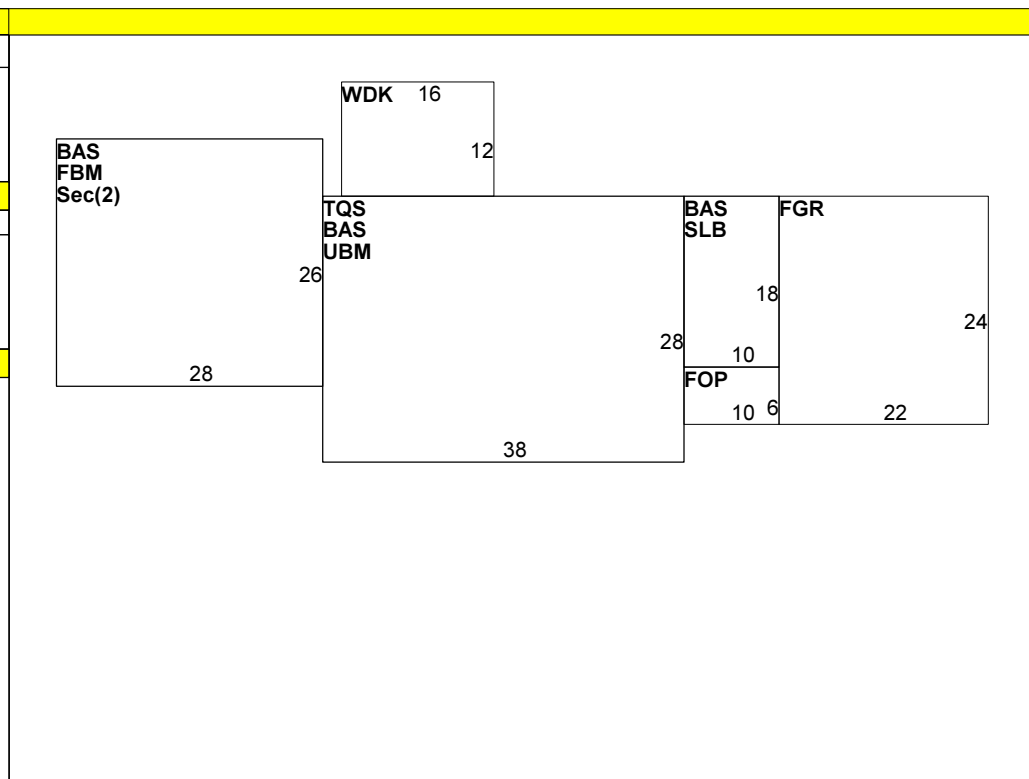 WDK 16
12
BAS
FBM
Sec(2)
26
28
TQS
BAS
UBM
28
38
BAS
SLB
18
10
FOP
10 6
FGR
24
22